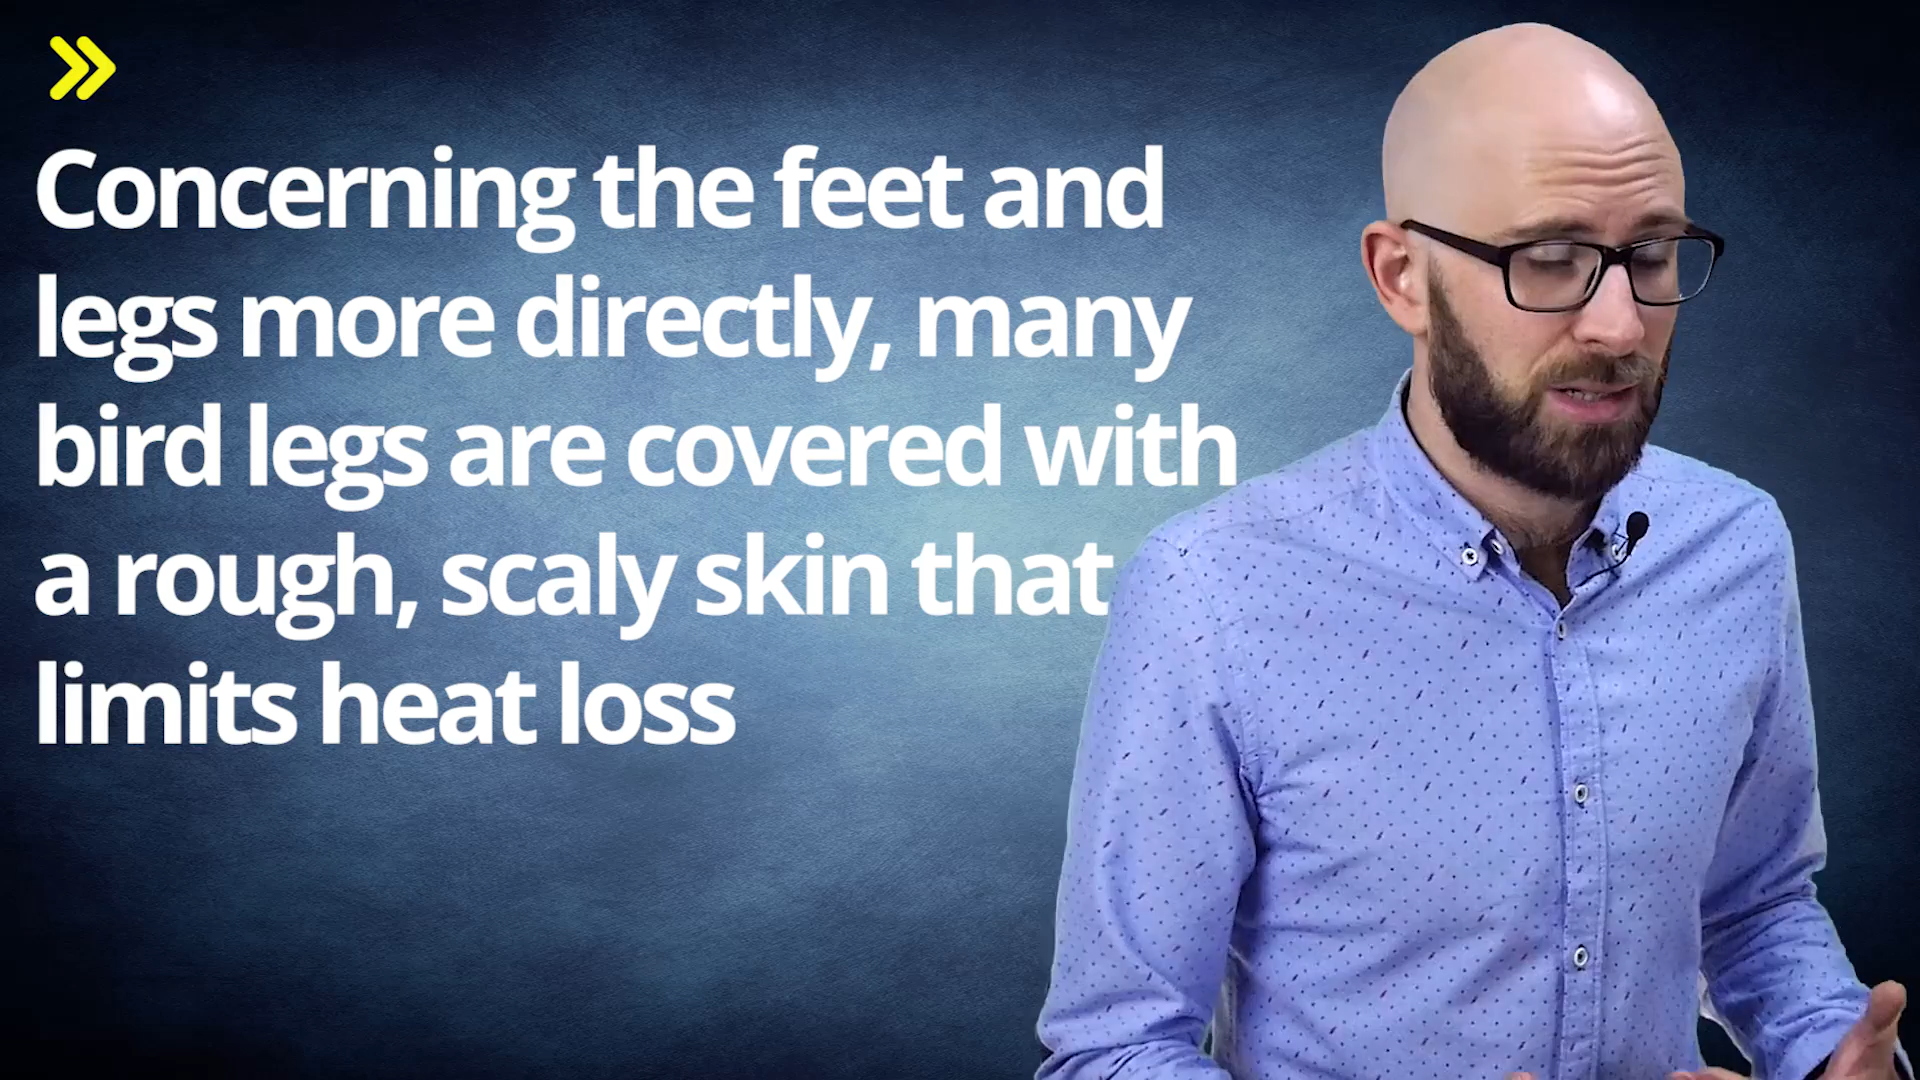 Concerning the feet and
legs more directly, many
bird legs are covered with
a rough, scaly skin that
limits heat loss